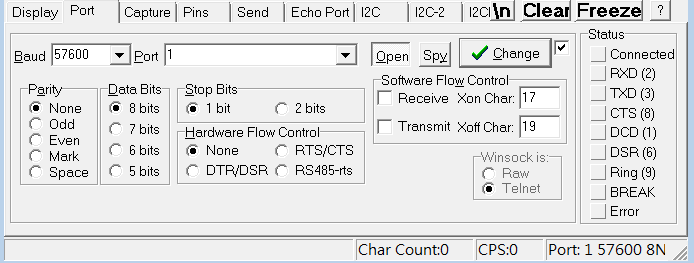 Display Port Capture Pins Send Echo Port I2C I2C-2 \n Clear Freeze ?
Baud 57600 Port 1 Open Spy Change
Parity
None
Odd
Even
Mark
Space
Data Bits
8 bits
7 bits
6 bits
5 bits
Stop Bits
1 bit 2 bits
Hardware Flow Control
None RTS/CTS
DTR/DSR RS485-rts
Software Flow Control
Receive Xon Char: 17
Transmit Xoff Char: 19
Winsock is:
Raw
Telnet
Status
Connected
RXD (2)
TXD (3)
CTS (8)
DCD (1)
DSR (6)
Ring (9)
BREAK
Error
Char Count:0 CPS:0 Port: 1 57600 8N